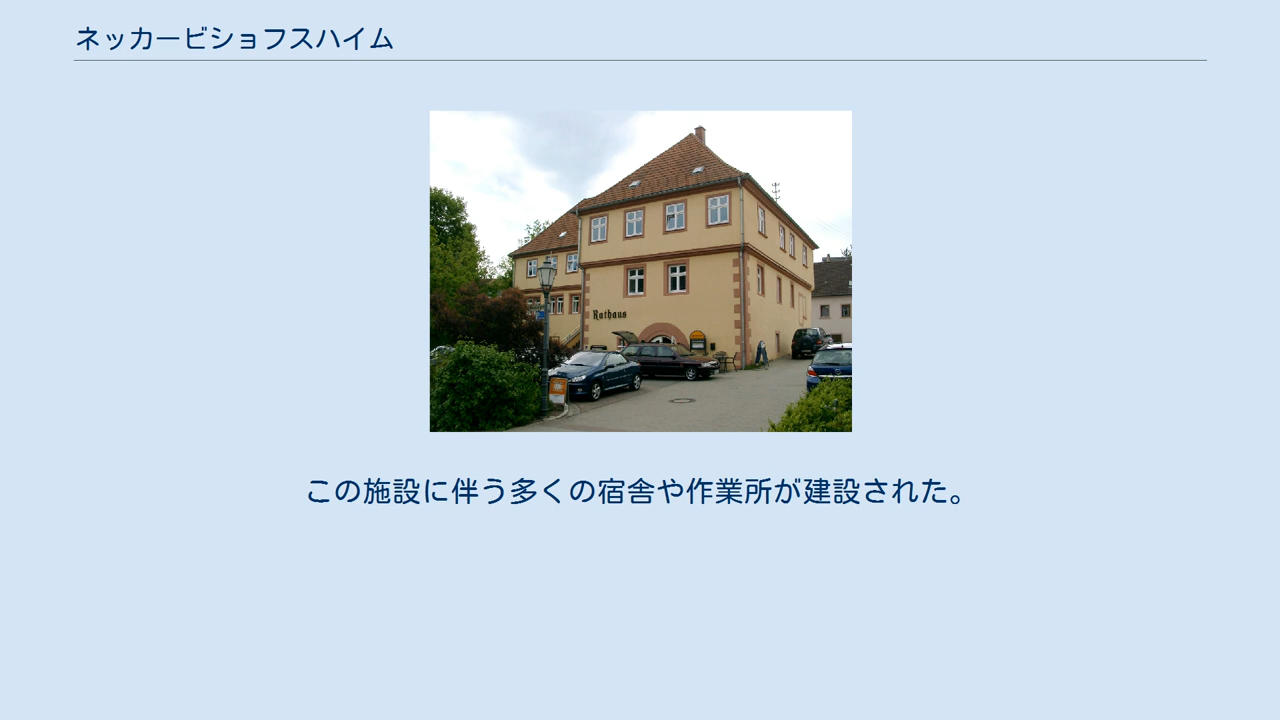 ネッカービショフスハイム
Rathaus
この施設に伴う多くの宿舎や作業所が建設された。